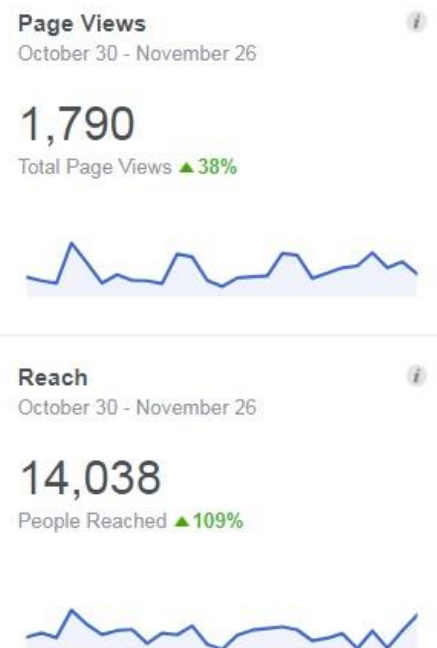 Page Views
October 30 - November 26
1,790
Total Page Views ▲ 38%
Reach
October 30 - November 26
14,038
People Reached ▲ 109%